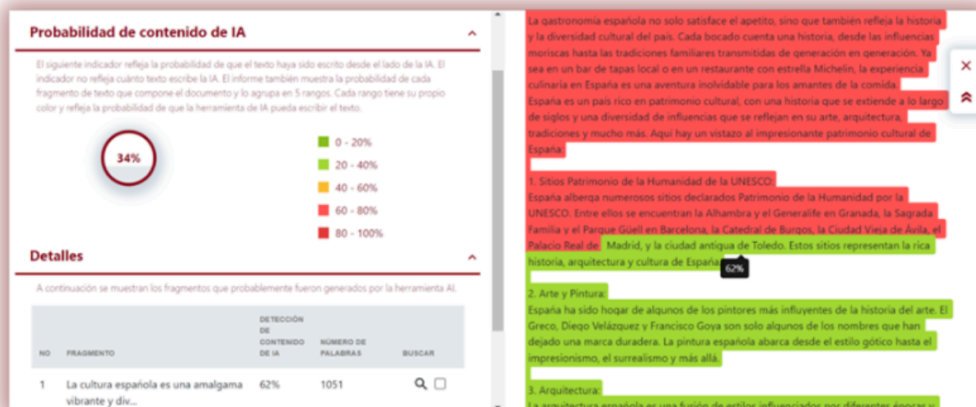 Probabilidad de contenido de IA
El siguiente indicador refleja la probabilidad de que el texto haya sido escrito desde el lado de la IA. El
indicador no refleja cuánto texto escribe la IA. El informe también muestra la probabilidad de cada
fragmento de texto que compone el documento y lo agrupa en 5 rangos. Cada rango tiene su propio
color y refleja la probabilidad de que la herramienta de IA pueda escribir el texto.
34%
0 - 20%
20 - 40%
40 - 60%
60 - 80%
80 - 100%
Detalles
A continuación se muestran los fragmentos que probablemente fueron generados por la herramienta AI.
NO FRAGMENTO DETECCIÓN DE CONTENIDO DE IA NÚMERO DE PALABRAS BUSCAR
1 La cultura española es una amalgama 62% 1051
vibrante y div...
La gastronomía española no solo satisface el apetito, sino que también refleja la historia
y la diversidad cultural del país. Cada bocado cuenta una historia, desde las influencias
moriscas hasta las tradiciones familiares transmitidas de generación en generación. Ya
sea en un bar de tapas local o en un restaurante con estrella Michelin, la experiencia
culinaria en España es una aventura inolvidable para los amantes de la comida.
España es un país rico en patrimonio cultural, con una historia que se extiende a lo largo
de siglos y una diversidad de influencias que se reflejan en su arte, arquitectura,
tradiciones y mucho más. Aquí hay un vistazo al impresionante patrimonio cultural de
España:
1. Sitios Patrimonio de la Humanidad de la UNESCO:
España alberga numerosos sitios declarados Patrimonio de la Humanidad por la
UNESCO. Entre ellos se encuentran la Alhambra y el Generalife en Granada, la Sagrada
Familia y el Parque Güell en Barcelona, la Catedral de Burgos, la Ciudad Vieja de Ávila, el
Palacio Real de Madrid, y la ciudad antigua de Toledo. Estos sitios representan la rica
historia, arquitectura y cultura de España
62%
2. Arte y Pintura:
España ha sido hogar de algunos de los pintores más influyentes de la historia del arte. El
Greco, Diego Velázquez y Francisco Goya son solo algunos de los nombres que han
dejado una marca duradera. La pintura española abarca desde el estilo gótico hasta el
impresionismo, el surrealismo y más allá.
3. Arquitectura:
La arquitectura española es una fusión de estilos influenciados por diferentes épocas y